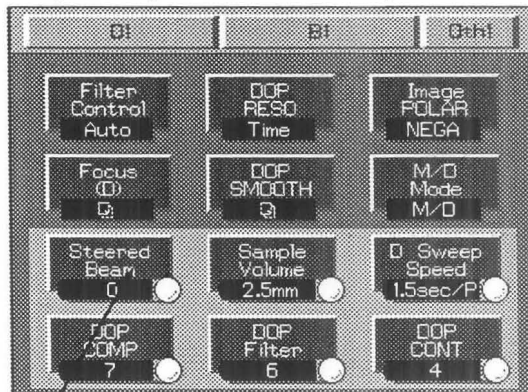 D! B! Oth!
Filter Control Auto
DOP RESO Time
Image POLAR NEGA
Focus (D)
DOP SMOOTH
M/D Mode M/D
Steered Beam 0
Sample Volume 2.5mm
D Sweep Speed 1.5sec/P
DOP COMP 7
DOP Filter 6
DOP CONT 4